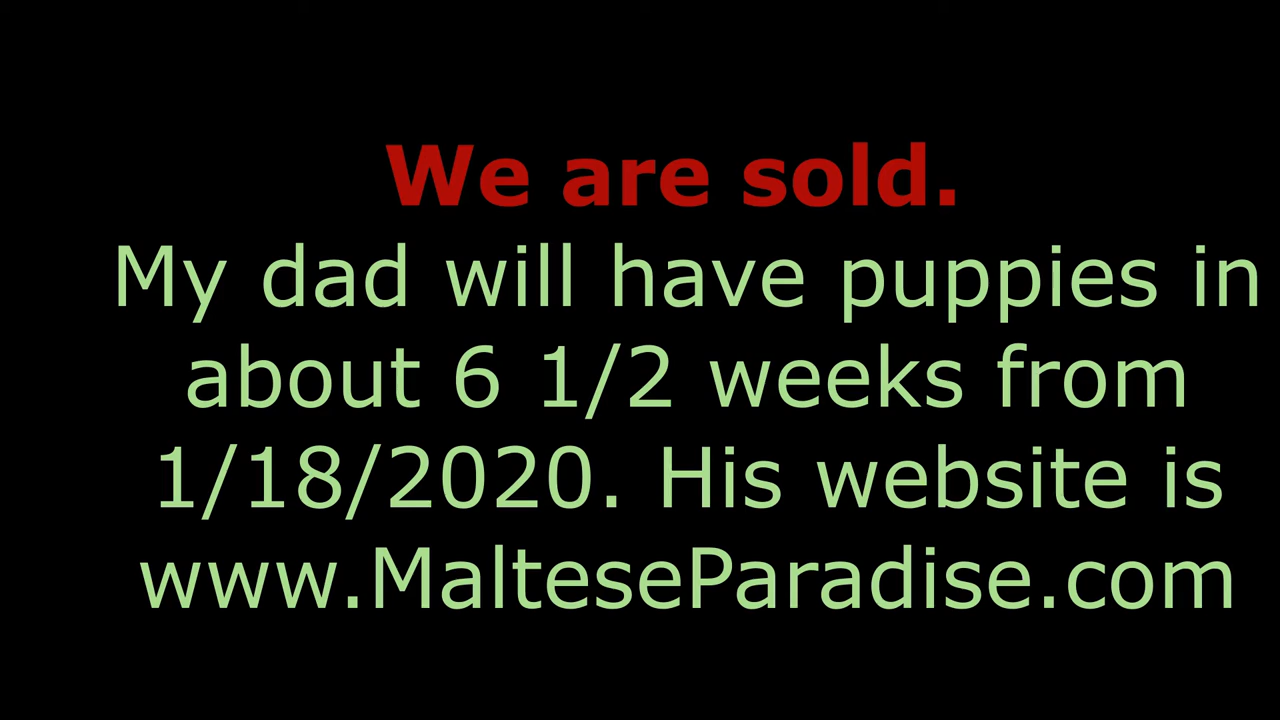 We are sold.
My dad will have puppies in
about 6 1/2 weeks from
1/18/2020. His website is
www.MalteseParadise.com